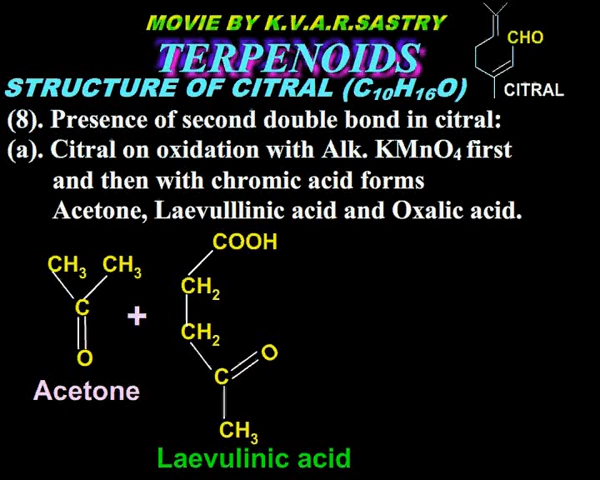 MOVIE BY K.V.A.R.SASTRY
TERPENOIDS
STRUCTURE OF CITRAL (C₁₀H₁₆O)
CHO
CITRAL
(8). Presence of second double bond in citral:
(a). Citral on oxidation with Alk. KMnO₄ first
and then with chromic acid forms
Acetone, Laevulllinic acid and Oxalic acid.
CH₃ CH₃
C
O
Acetone
+
COOH
CH₂
CH₂
O
C
CH₃
Laevulinic acid